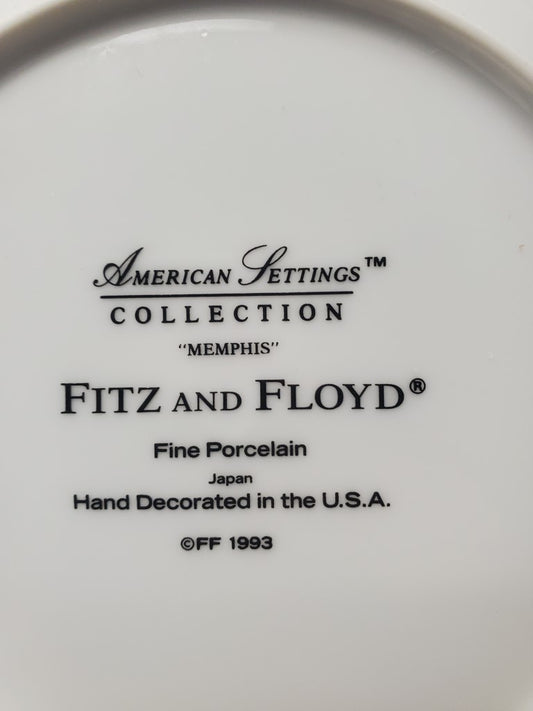 AMERICAN SETTINGS™
COLLECTION
"MEMPHIS"
FITZ AND FLOYD®
Fine Porcelain
Japan
Hand Decorated in the U.S.A.
©FF 1993